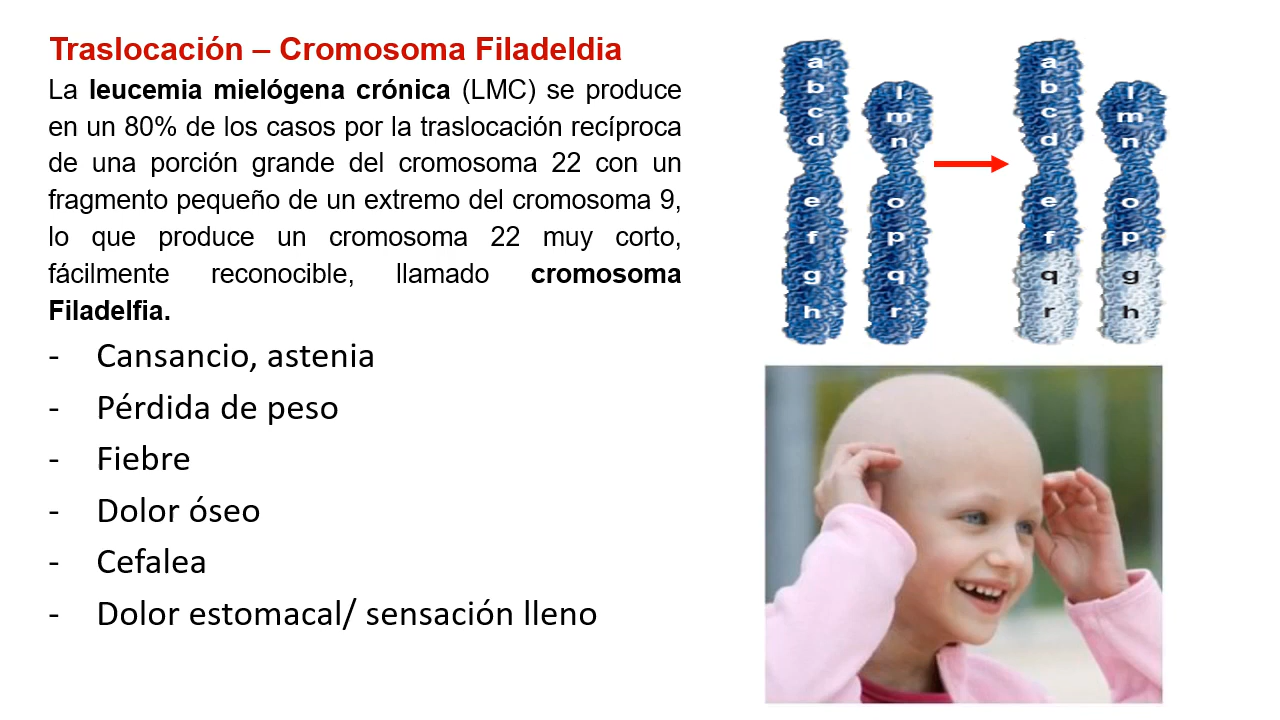 Traslocación – Cromosoma Filadeldia
La leucemia mielógena crónica (LMC) se produce
en un 80% de los casos por la traslocación recíproca
de una porción grande del cromosoma 22 con un
fragmento pequeño de un extremo del cromosoma 9,
lo que produce un cromosoma 22 muy corto,
fácilmente reconocible, llamado cromosoma
Filadelfia.
- Cansancio, astenia
- Pérdida de peso
- Fiebre
- Dolor óseo
- Cefalea
- Dolor estomacal/ sensación lleno
a
b
c
d
e
f
g
h
l
m
n
o
p
q
r
a
b
c
d
e
f
q
r
l
m
n
o
p
g
h